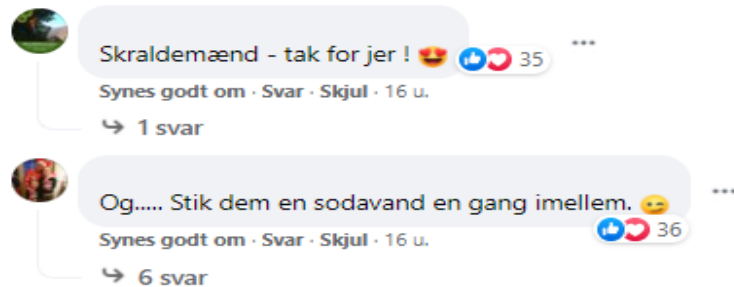 Skraldemænd - tak for jer ! 😍 35
Synes godt om · Svar · Skjul · 16 u.
1 svar
Og..... Stik dem en sodavand en gang imellem. 😉
36
Synes godt om · Svar · Skjul · 16 u.
6 svar